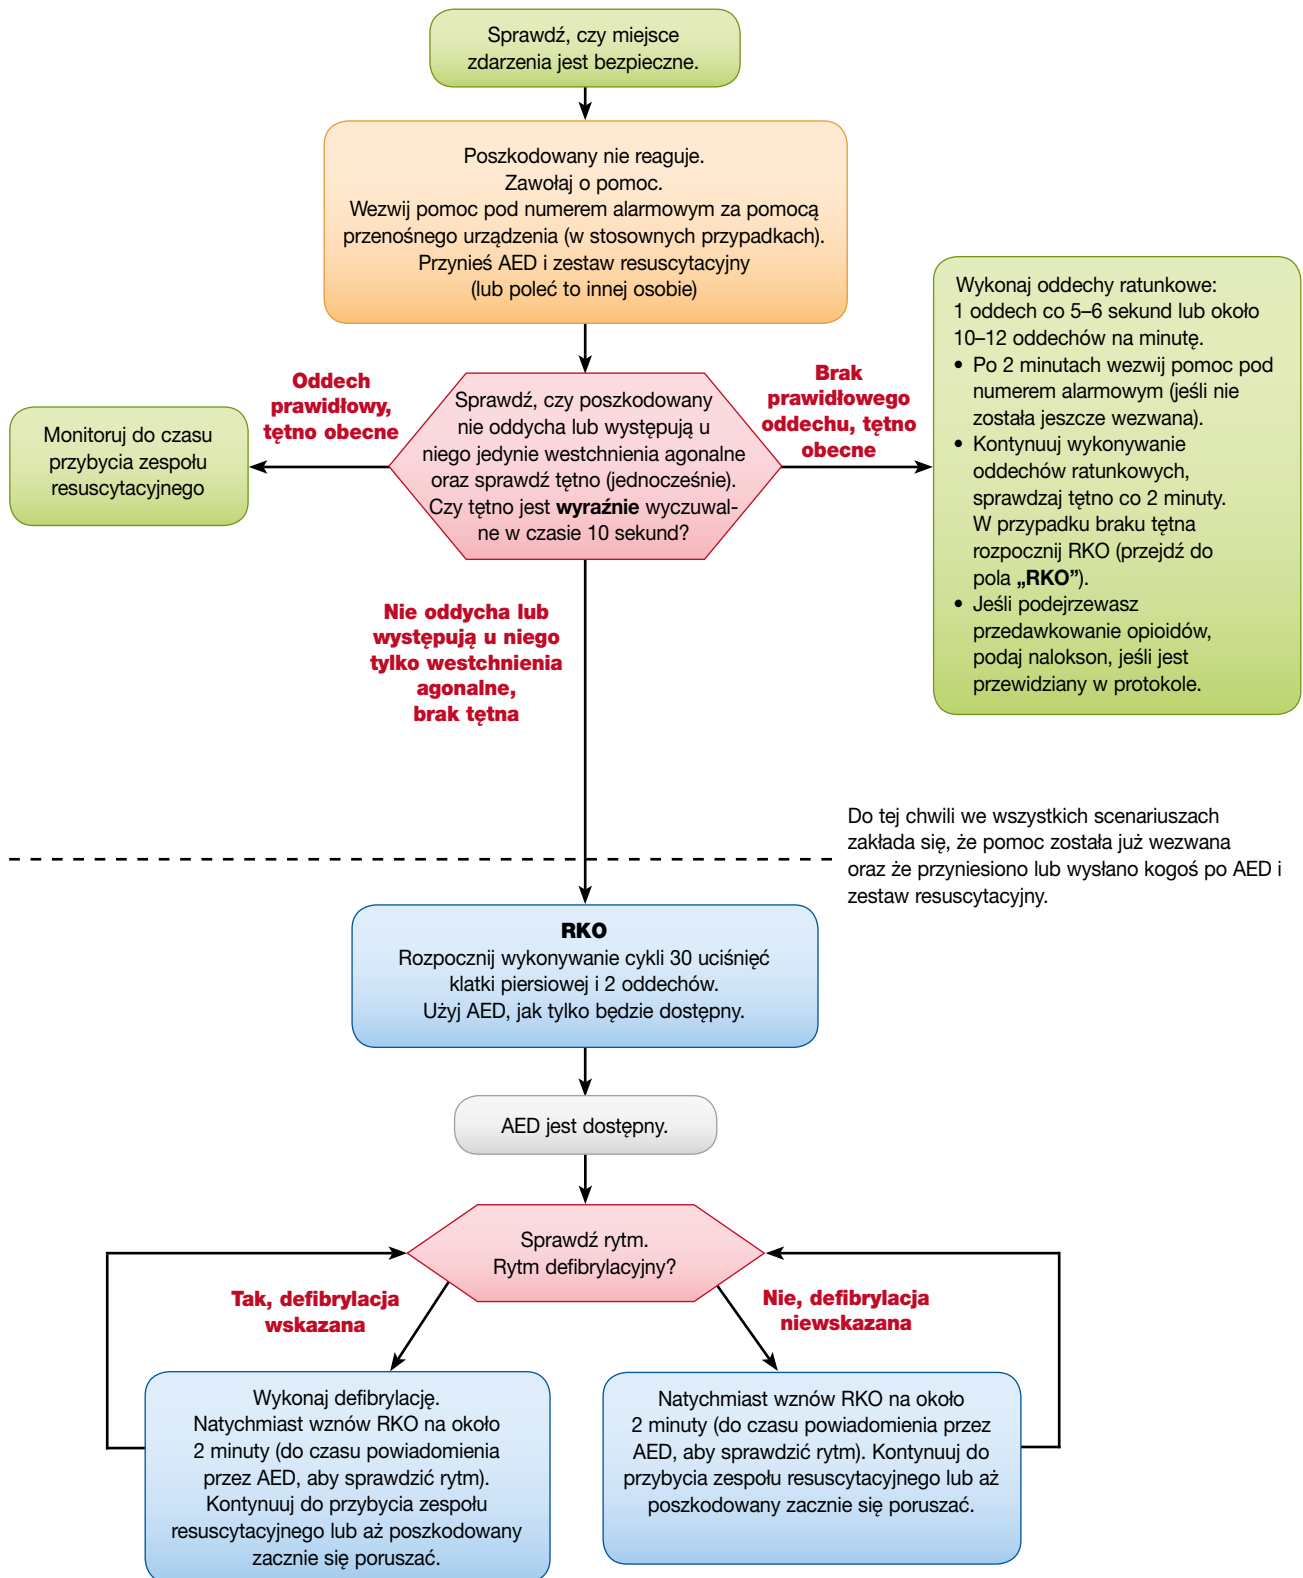 Sprawdź, czy miejsce
zdarzenia jest bezpieczne.
Poszkodowany nie reaguje.
Zawołaj o pomoc.
Wezwij pomoc pod numerem alarmowym za pomocą
przenośnego urządzenia (w stosownych przypadkach).
Przynieś AED i zestaw resuscytacyjny
(lub poleć to innej osobie)
Oddech
prawidłowy,
tętno obecne
Monitoruj do czasu
przybycia zespołu
resuscytacyjnego
Sprawdź, czy poszkodowany
nie oddycha lub występują u
niego jedynie westchnienia agonalne
oraz sprawdź tętno (jednocześnie).
Czy tętno jest wyraźnie wyczuwal-
ne w czasie 10 sekund?
Brak
prawidłowego
oddechu, tętno
obecne
Wykonaj oddechy ratunkowe:
1 oddech co 5–6 sekund lub około
10–12 oddechów na minutę.
• Po 2 minutach wezwij pomoc pod
numerem alarmowym (jeśli nie
została jeszcze wezwana).
• Kontynuuj wykonywanie
oddechów ratunkowych,
sprawdzaj tętno co 2 minuty.
W przypadku braku tętna
rozpocznij RKO (przejdź do
pola „RKO”).
• Jeśli podejrzewasz
przedawkowanie opioidów,
podaj nalokson, jeśli jest
przewidziany w protokole.
Nie oddycha lub
występują u niego
tylko westchnienia
agonalne,
brak tętna
Do tej chwili we wszystkich scenariuszach
zakłada się, że pomoc została już wezwana
oraz że przyniesiono lub wysłano kogoś po AED i
zestaw resuscytacyjny.
RKO
Rozpocznij wykonywanie cykli 30 uciśnięć
klatki piersiowej i 2 oddechów.
Użyj AED, jak tylko będzie dostępny.
AED jest dostępny.
Sprawdź rytm.
Rytm defibrylacyjny?
Tak, defibrylacja
wskazana
Nie, defibrylacja
niewskazana
Wykonaj defibrylację.
Natychmiast wznów RKO na około
2 minuty (do czasu powiadomienia
przez AED, aby sprawdzić rytm).
Kontynuuj do przybycia zespołu
resuscytacyjnego lub aż poszkodowany
zacznie się poruszać.
Natychmiast wznów RKO na około
2 minuty (do czasu powiadomienia przez
AED, aby sprawdzić rytm). Kontynuuj do
przybycia zespołu resuscytacyjnego lub aż
poszkodowany zacznie się poruszać.